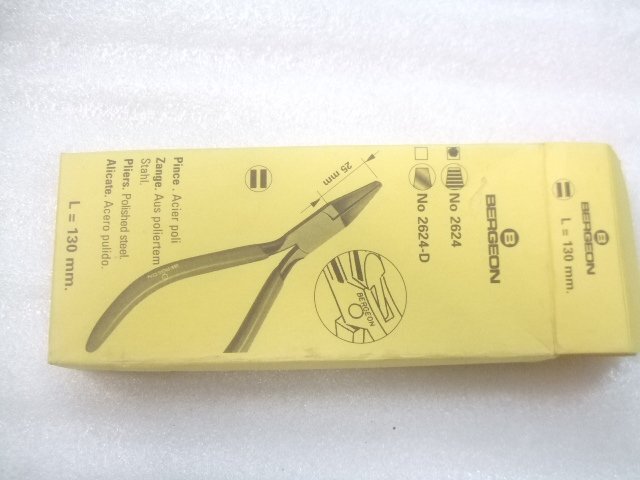 BERGEON
L = 130 mm.
BERGEON
No 2624
No 2624-D
25 mm
BERGEON
Pince. Acier poli
Zange. Aus poliertem
Stahl.
Pliers. Polished steel.
Alicate. Acero pulido.
L = 130 mm.